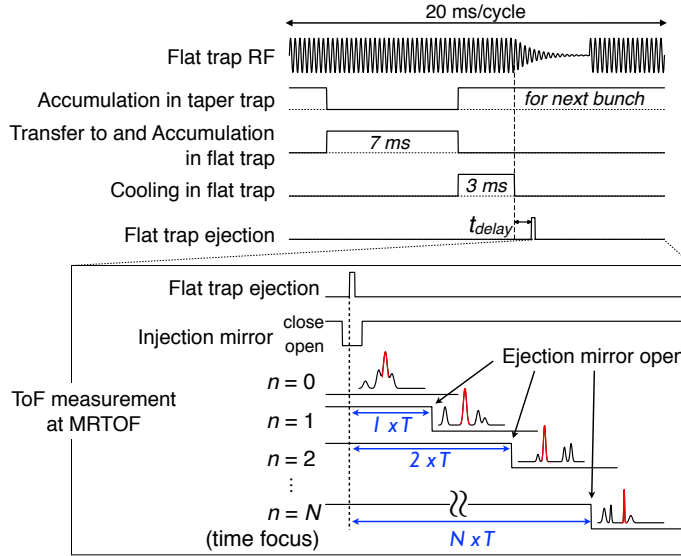 20 ms/cycle
Flat trap RF
Accumulation in taper trap
for next bunch
Transfer to and Accumulation
in flat trap
7 ms
Cooling in flat trap
3 ms
t_delay
Flat trap ejection
Flat trap ejection
Injection mirror
close
open
Ejection mirror open
ToF measurement
at MRTOF
n = 0
n = 1
1 x T
n = 2
2 x T
⋮
n = N
(time focus)
N x T